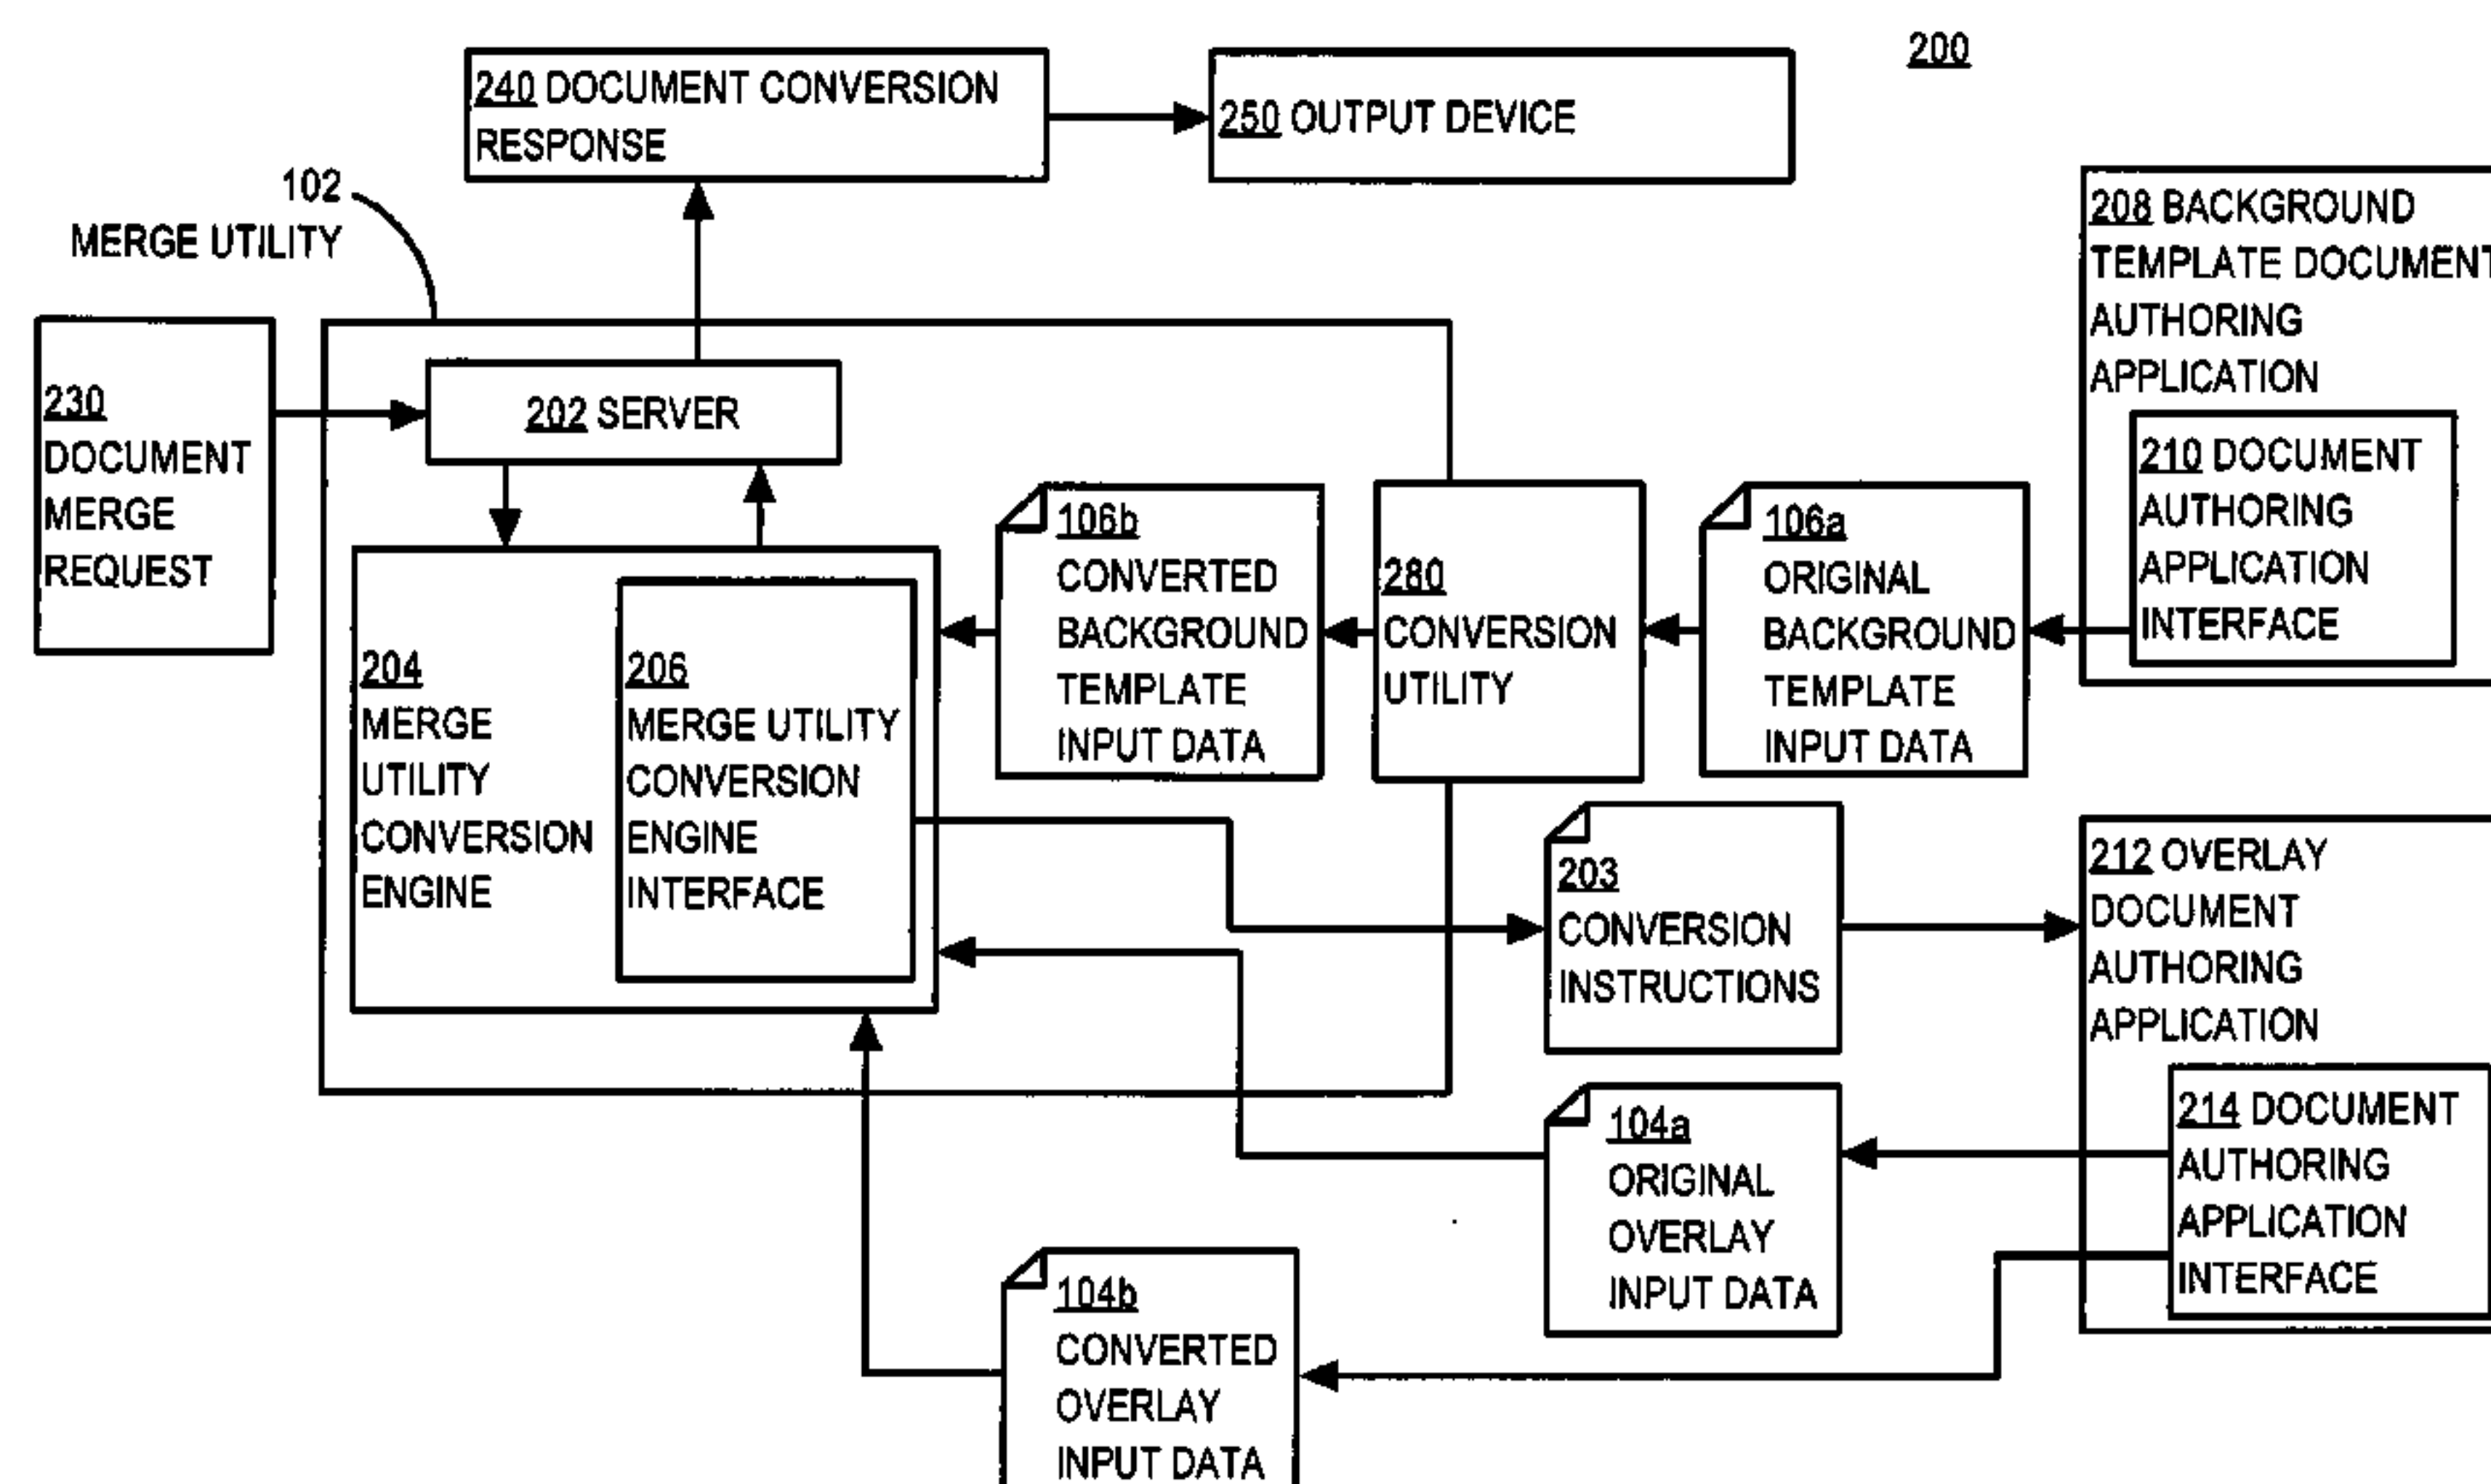 200
240 DOCUMENT CONVERSION
RESPONSE
250 OUTPUT DEVICE
102
MERGE UTILITY
208 BACKGROUND
TEMPLATE DOCUMENT
AUTHORING
APPLICATION
230
DOCUMENT
MERGE
REQUEST
202 SERVER
210 DOCUMENT
AUTHORING
APPLICATION
INTERFACE
106b
CONVERTED
BACKGROUND
TEMPLATE
INPUT DATA
280
CONVERSION
UTILITY
106a
ORIGINAL
BACKGROUND
TEMPLATE
INPUT DATA
204
MERGE
UTILITY
CONVERSION
ENGINE
206
MERGE UTILITY
CONVERSION
ENGINE
INTERFACE
203
CONVERSION
INSTRUCTIONS
212 OVERLAY
DOCUMENT
AUTHORING
APPLICATION
104a
ORIGINAL
OVERLAY
INPUT DATA
214 DOCUMENT
AUTHORING
APPLICATION
INTERFACE
104b
CONVERTED
OVERLAY
INPUT DATA